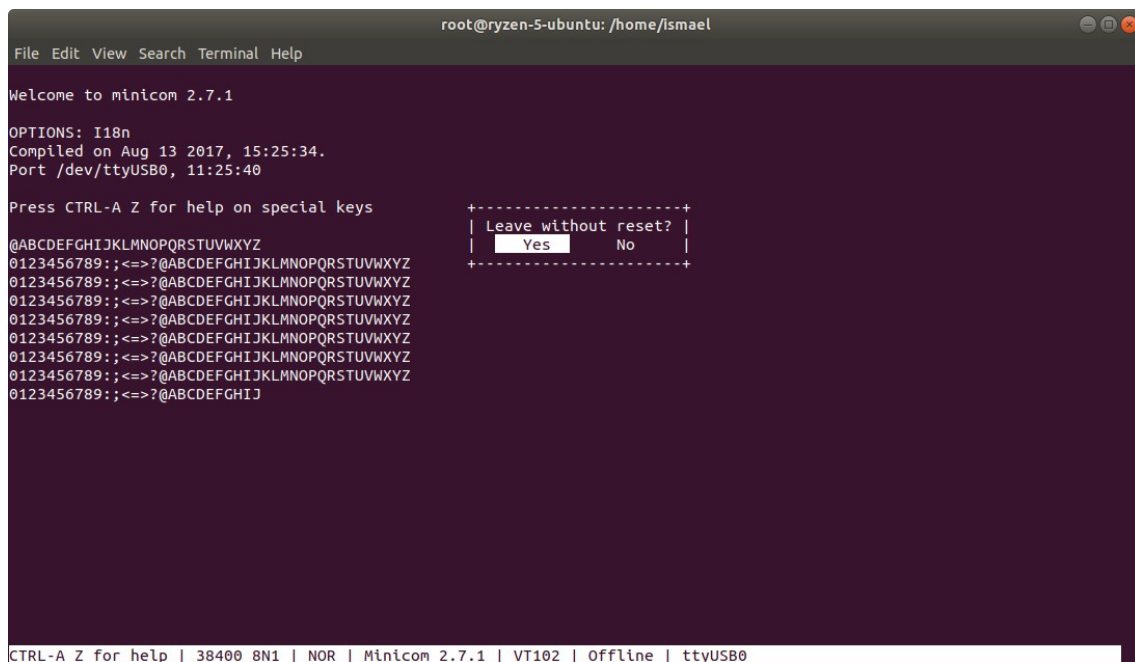 root@ryzen-5-ubuntu: /home/ismael
File Edit View Search Terminal Help
Welcome to minicom 2.7.1
OPTIONS: I18n
Compiled on Aug 13 2017, 15:25:34.
Port /dev/ttyUSB0, 11:25:40
Press CTRL-A Z for help on special keys
Leave without reset?
Yes No
@ABCDEFGHIJKLMNOPQRSTUVWXYZ
0123456789:;<=>?@ABCDEFGHIJKLMNOPQRSTUVWXYZ
0123456789:;<=>?@ABCDEFGHIJKLMNOPQRSTUVWXYZ
0123456789:;<=>?@ABCDEFGHIJKLMNOPQRSTUVWXYZ
0123456789:;<=>?@ABCDEFGHIJKLMNOPQRSTUVWXYZ
0123456789:;<=>?@ABCDEFGHIJKLMNOPQRSTUVWXYZ
0123456789:;<=>?@ABCDEFGHIJKLMNOPQRSTUVWXYZ
0123456789:;<=>?@ABCDEFGHIJKLMNOPQRSTUVWXYZ
0123456789:;<=>?@ABCDEFGHIJ
CTRL-A Z for help | 38400 8N1 | NOR | Minicom 2.7.1 | VT102 | Offline | ttyUSB0